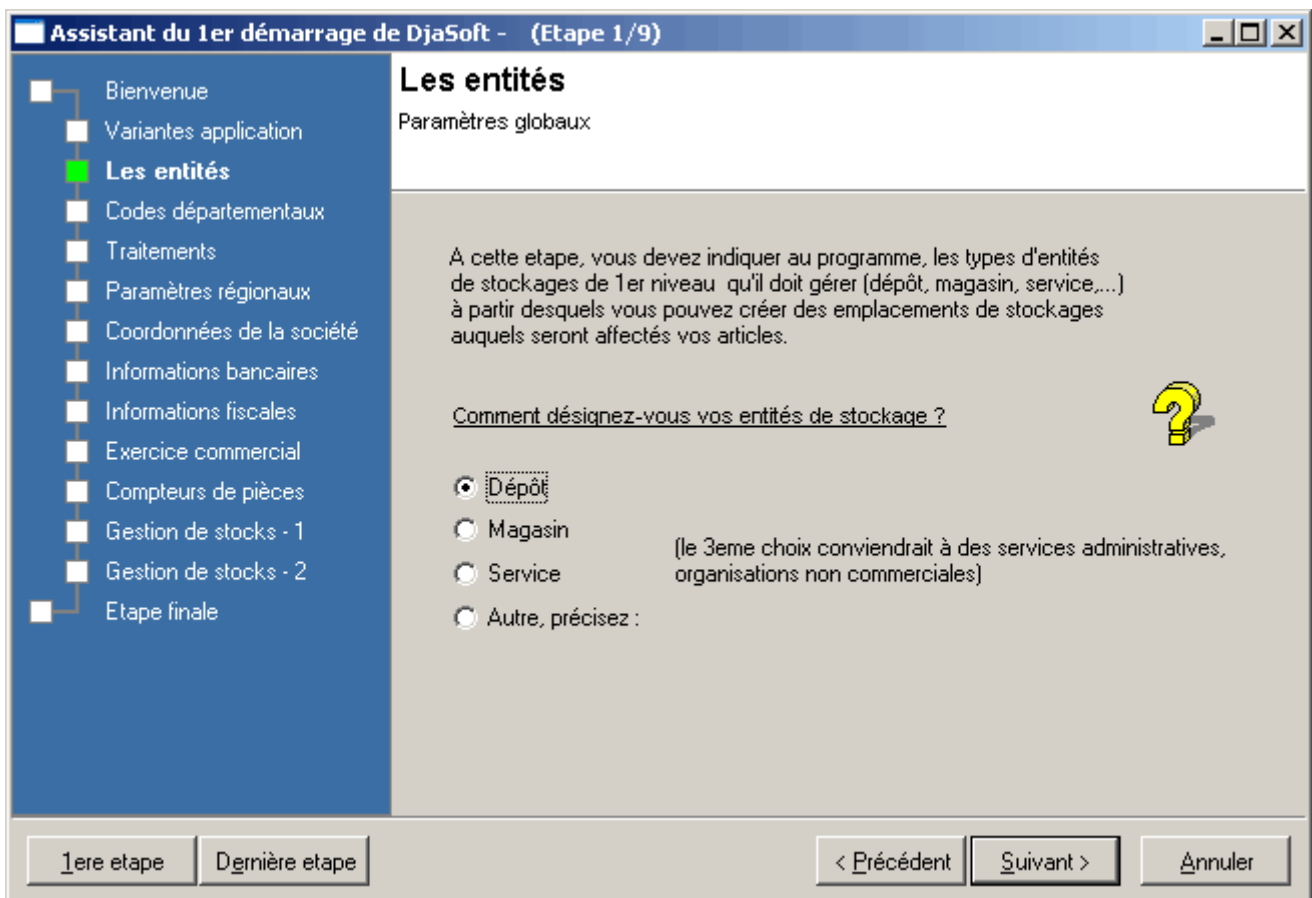 Assistant du 1er démarrage de DjaSoft - (Etape 1/9)
Bienvenue
Variantes application
Les entités
Codes départementaux
Traitements
Paramètres régionaux
Coordonnées de la société
Informations bancaires
Informations fiscales
Exercice commercial
Compteurs de pièces
Gestion de stocks - 1
Gestion de stocks - 2
Etape finale
Les entités
Paramètres globaux
A cette etape, vous devez indiquer au programme, les types d'entités
de stockages de 1er niveau qu'il doit gérer (dépôt, magasin, service,...)
à partir desquels vous pouvez créer des emplacements de stockages
auquels seront affectés vos articles.
Comment désignez-vous vos entités de stockage ?
Dépôt
Magasin
Service
(le 3eme choix conviendrait à des services administratives,
organisations non commerciales)
Autre, précisez :
1ere etape
Dernière etape
< Précédent
Suivant >
Annuler